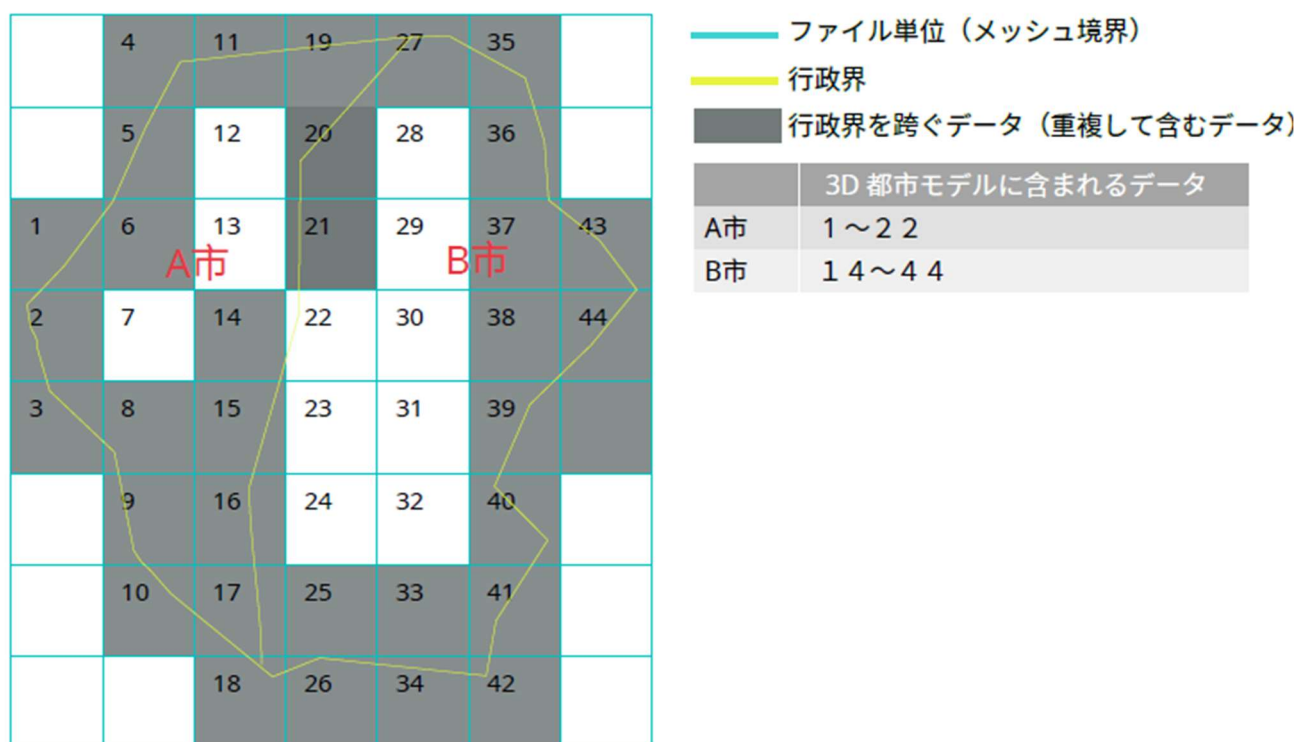 4 11 19 27 35
5 12 20 28 36
1 6 13 21 29 37 43
A市 B市
2 7 14 22 30 38 44
3 8 15 23 31 39
9 16 24 32 40
10 17 25 33 41
18 26 34 42
ファイル単位（メッシュ境界）
行政界
行政界を跨ぐデータ（重複して含むデータ）
3D 都市モデルに含まれるデータ
A市 1～22
B市 14～44